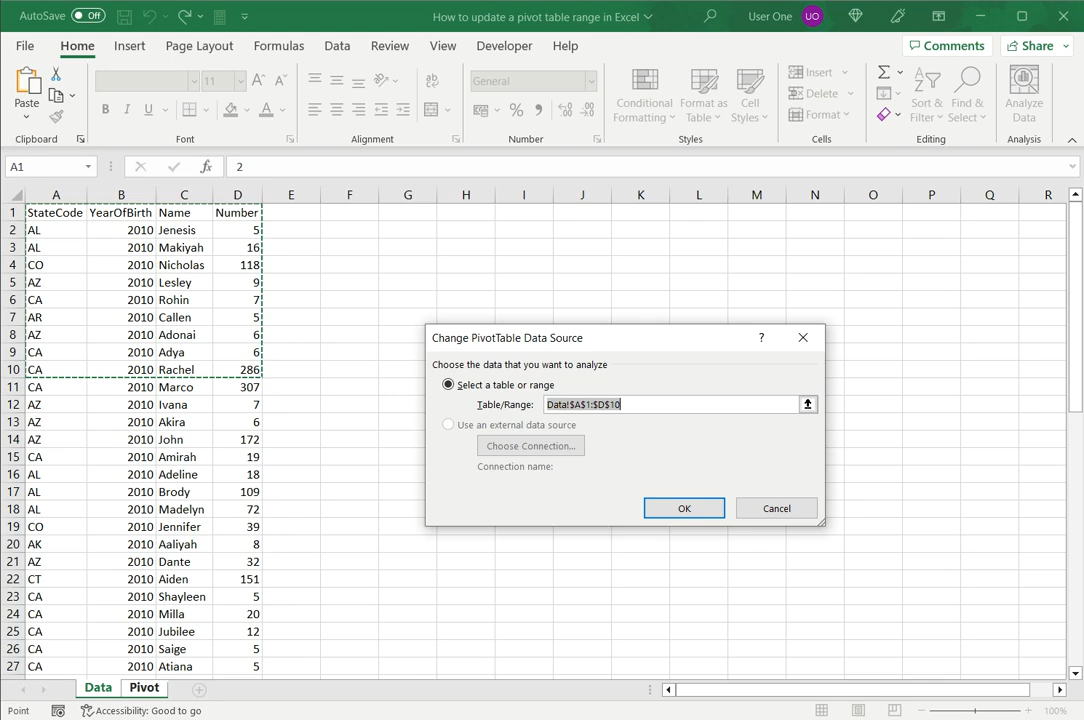 AutoSave Off How to update a pivot table range in Excel User One UO
File Home Insert Page Layout Formulas Data Review View Developer Help Comments Share
Paste 11 A A General Conditional Formatting Format as Table Cell Styles Insert Delete Format Sort & Filter Find & Select Analyze Data
B I U A % 9
Clipboard Font Alignment Number Styles Cells Editing Analysis
A1 fx 2
A B C D E F G H I J K L M N O P Q R
1 StateCode YearOfBirth Name Number
2 AL 2010 Jenesis 5
3 AL 2010 Makiyah 16
4 CO 2010 Nicholas 118
5 AZ 2010 Lesley 9
6 CA 2010 Rohin 7
7 AR 2010 Callen 5
8 AZ 2010 Adonai 6
9 CA 2010 Adya 6
10 CA 2010 Rachel 286
11 CA 2010 Marco 307
12 AZ 2010 Ivana 7
13 AZ 2010 Akira 6
14 AZ 2010 John 172
15 CA 2010 Amirah 19
16 AL 2010 Adeline 18
17 AL 2010 Brody 109
18 AL 2010 Madelyn 72
19 CO 2010 Jennifer 39
20 AK 2010 Aaliyah 8
21 AZ 2010 Dante 32
22 CT 2010 Aiden 151
23 CA 2010 Shayleen 5
24 CA 2010 Milla 20
25 CA 2010 Jubilee 12
26 CA 2010 Saige 5
27 CA 2010 Atiana 5
Change PivotTable Data Source ?
Choose the data that you want to analyze
Select a table or range
Table/Range: Data!$A$1:$D$10
Use an external data source
Choose Connection...
Connection name:
OK Cancel
Data Pivot
Point Accessibility: Good to go 100%